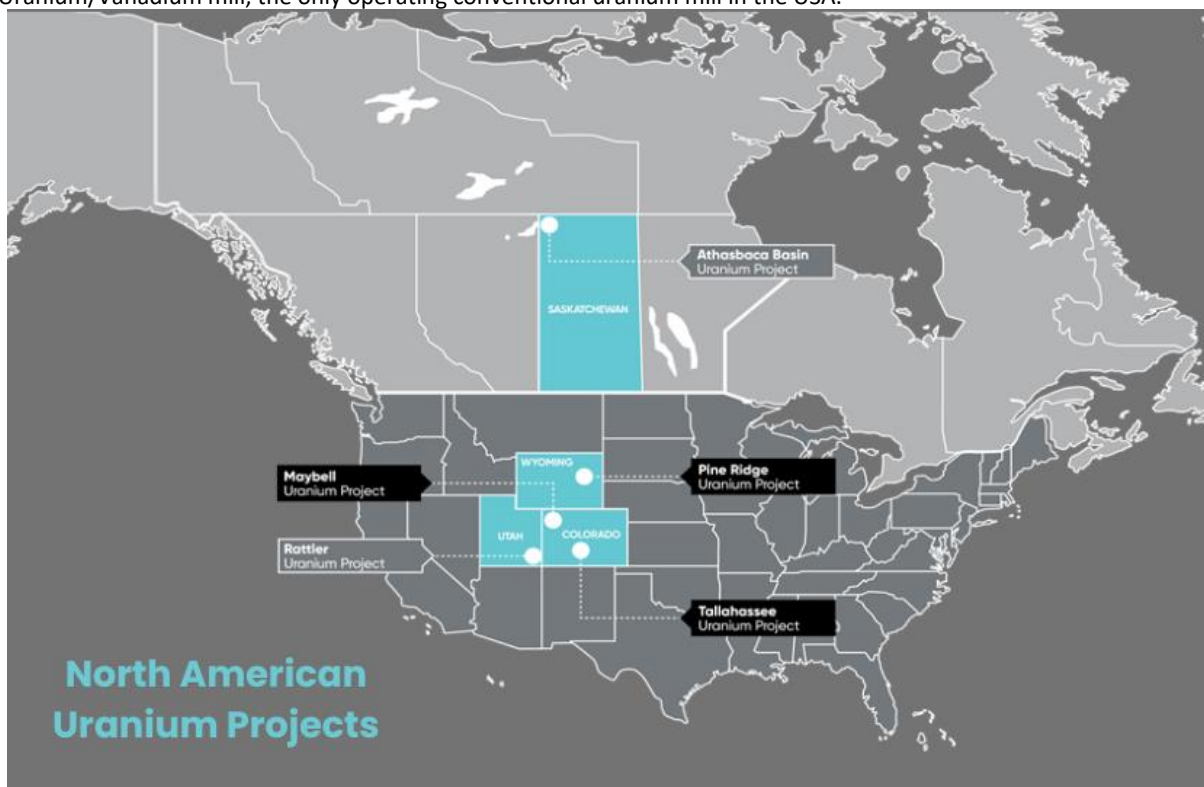 Uranium/Vanadium mill, the only operating conventional uranium mill in the USA.
Athasbaca Basin
Uranium Project
SASKATCHEWAN
WYOMING
Maybell
Uranium Project
Pine Ridge
Uranium Project
UTAH
COLORADO
Rattler
Uranium Project
Tallahassee
Uranium Project
North American
Uranium Projects